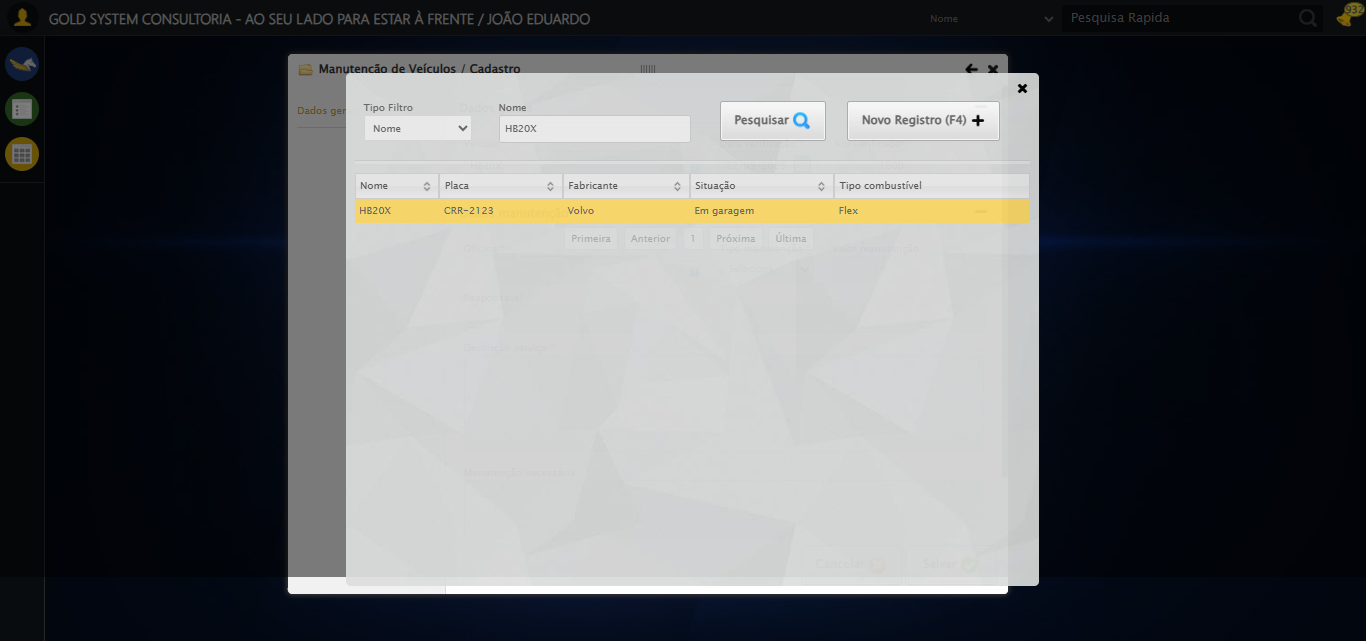 GOLD SYSTEM CONSULTORIA - AO SEU LADO PARA ESTAR À FRENTE / JOÃO EDUARDO
Nome
Pesquisa Rapida
932
Manutenção de Veículos / Cadastro
Dados ger
Tipo Filtro
Nome
Nome
HB20X
Pesquisar
Novo Registro (F4)
Nome Placa Fabricante Situação Tipo combustível
HB20X CRR-2123 Volvo Em garagem Flex
Primeira Anterior 1 Próxima Última
Cancelar Salvar